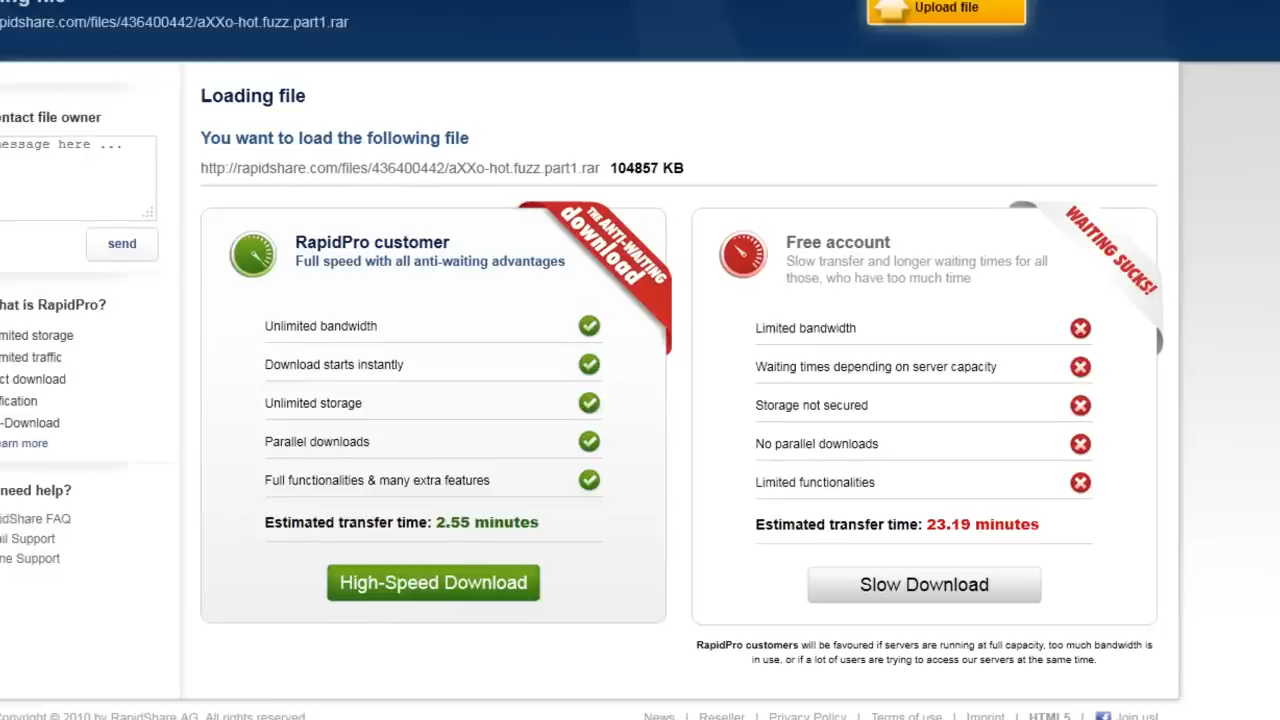 ing file
pidshare.com/files/436400442/aXXo-hot.fuzz.part1.rar
Upload file
ontact file owner
essage here ...
send
hat is RapidPro?
mited storage
mited traffic
ct download
fication
-Download
earn more
need help?
idShare FAQ
ail Support
ne Support
Loading file
You want to load the following file
http://rapidshare.com/files/436400442/aXXo-hot.fuzz.part1.rar 104857 KB
RapidPro customer
Full speed with all anti-waiting advantages
THE ANTI-WAITING
download
Unlimited bandwidth
Download starts instantly
Unlimited storage
Parallel downloads
Full functionalities & many extra features
Estimated transfer time: 2.55 minutes
High-Speed Download
Free account
Slow transfer and longer waiting times for all
those, who have too much time
WAITING SUCKS!
Limited bandwidth
Waiting times depending on server capacity
Storage not secured
No parallel downloads
Limited functionalities
Estimated transfer time: 23.19 minutes
Slow Download
RapidPro customers will be favoured if servers are running at full capacity, too much bandwidth is
in use, or if a lot of users are trying to access our servers at the same time.
Copyright © 2010 by RapidShare AG. All rights reserved.
News | Reseller | Privacy Policy | Terms of use | Imprint | HTML5 | Join us!